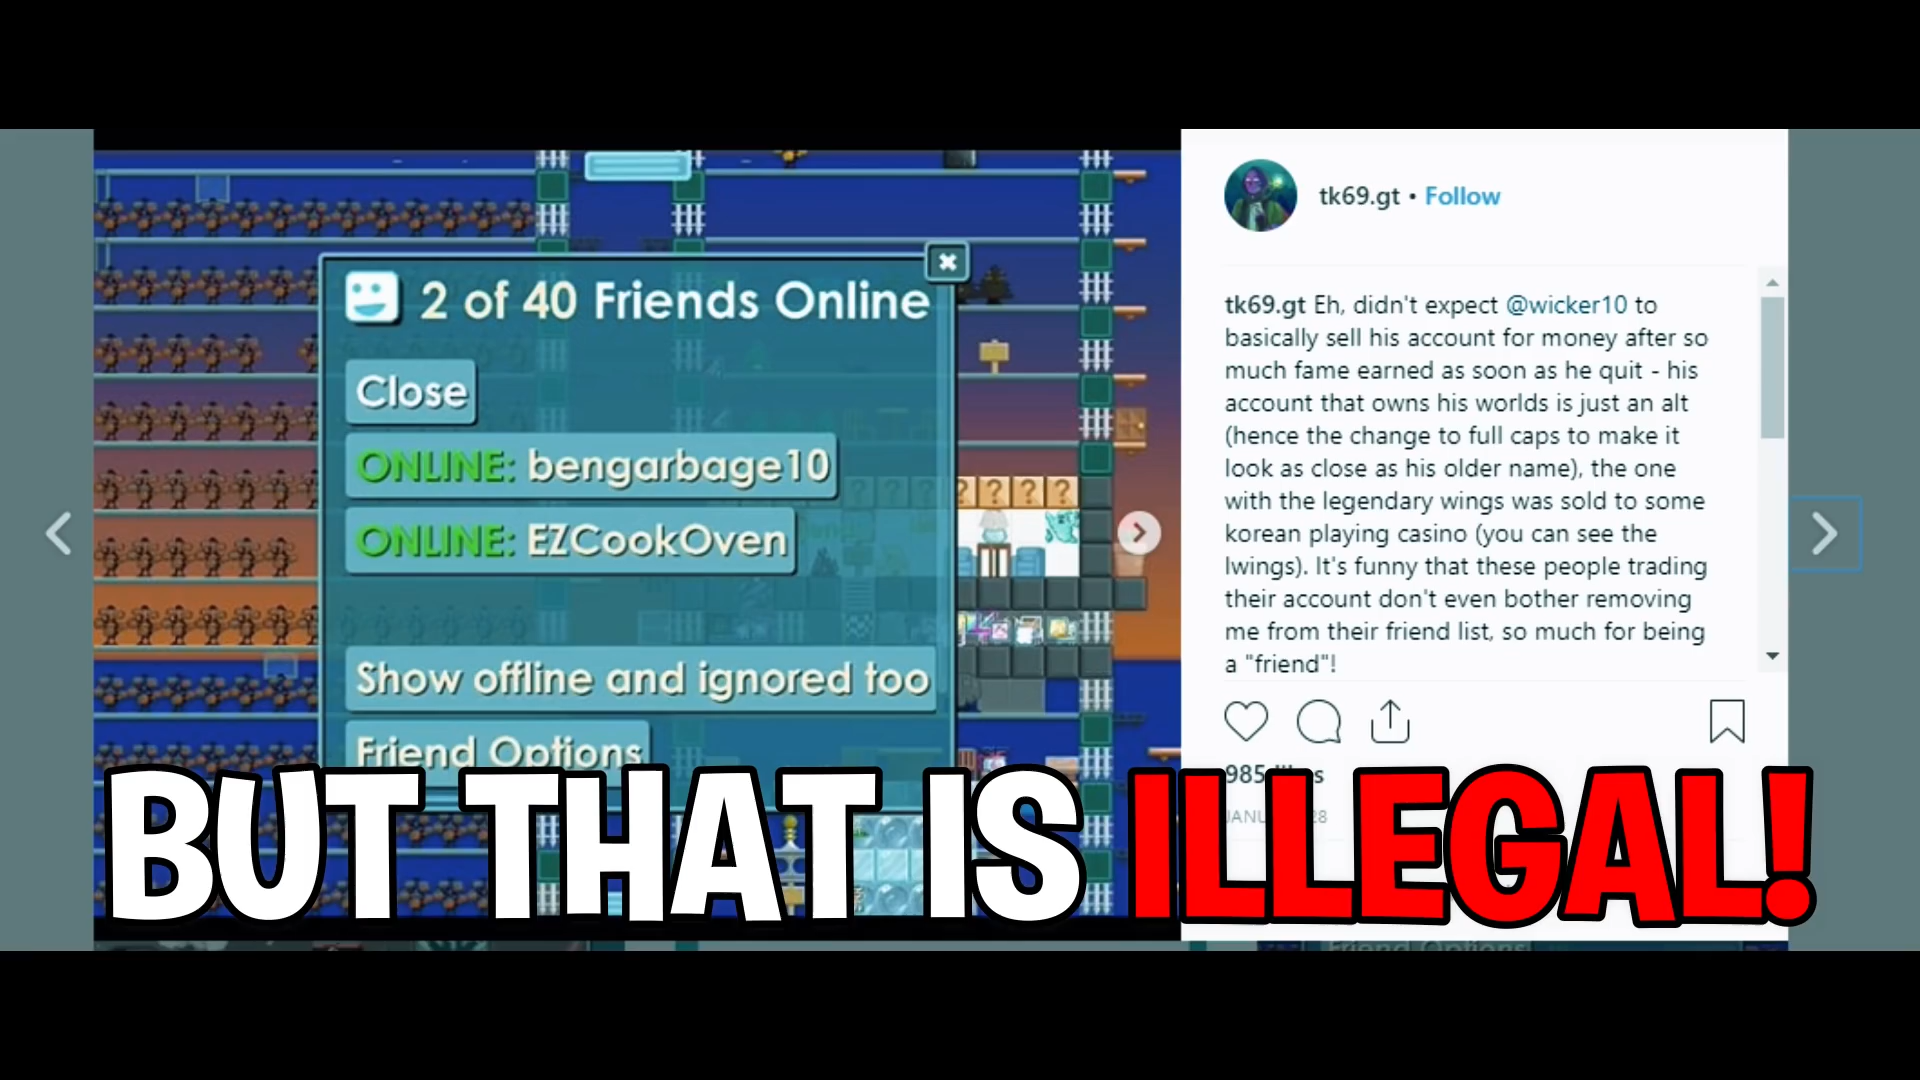 2 of 40 Friends Online
Close
ONLINE: bengarbage10
ONLINE: EZCookOven
Show offline and ignored too
Friend Options
tk69.gt • Follow
tk69.gt Eh, didn't expect @wicker10 to
basically sell his account for money after so
much fame earned as soon as he quit - his
account that owns his worlds is just an alt
(hence the change to full caps to make it
look as close as his older name), the one
with the legendary wings was sold to some
korean playing casino (you can see the
lwings). It's funny that these people trading
their account don't even bother removing
me from their friend list, so much for being
a "friend"!
985 likes
BUT THAT IS ILLEGAL!
Friend Options